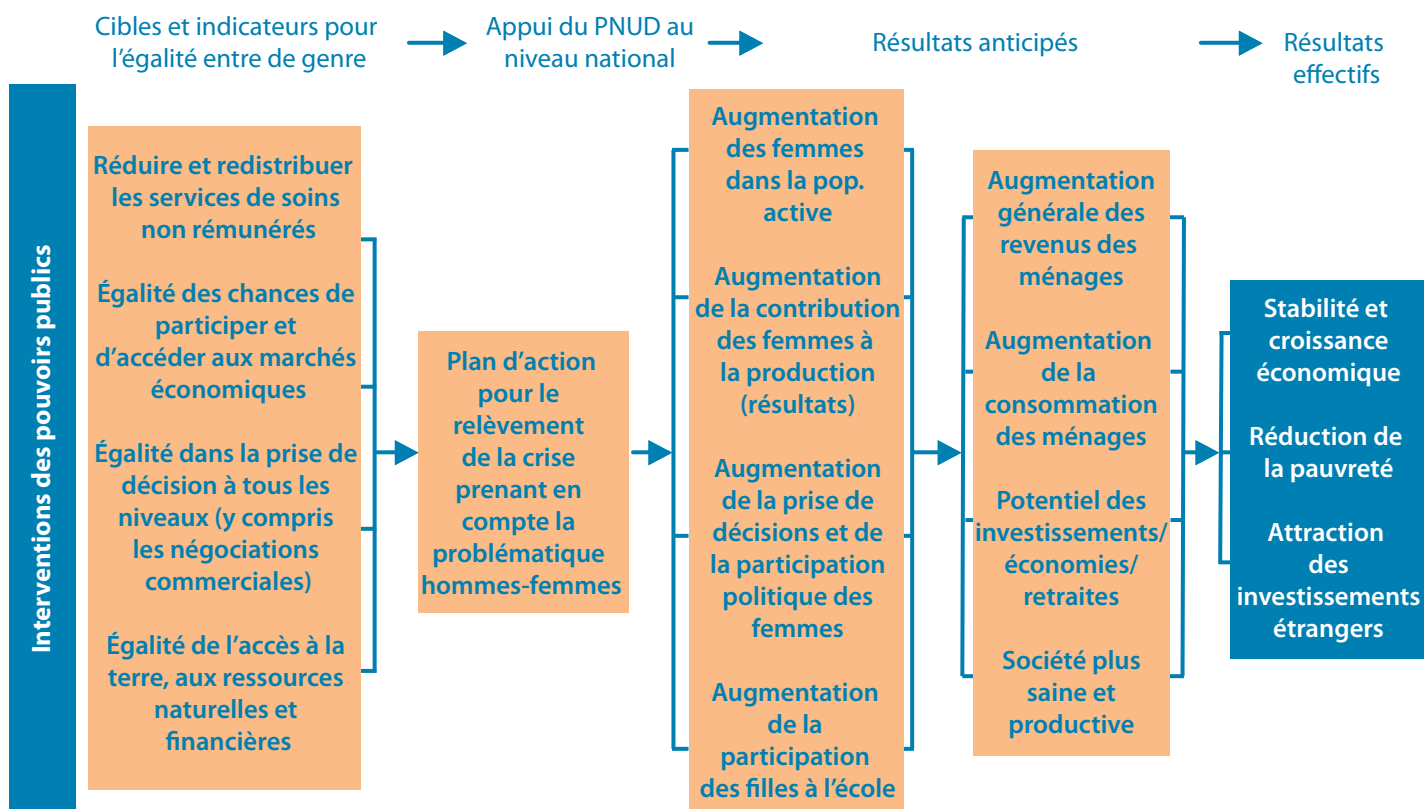 Cibles et indicateurs pour
l'égalité entre de genre
Appui du PNUD au
niveau national
Résultats anticipés
Résultats
effectifs
Interventions des pouvoirs publics
Réduire et redistribuer
les services de soins
non rémunérés
Égalité des chances de
participer et
d'accéder aux marchés
économiques
Égalité dans la prise de
décision à tous les
niveaux (y compris
les négociations
commerciales)
Égalité de l'accès à la
terre, aux ressources
naturelles et
financières
Plan d'action
pour le
relèvement
de la crise
prenant en
compte la
problématique
hommes-femmes
Augmentation
des femmes
dans la pop.
active
Augmentation
de la contribution
des femmes à
la production
(résultats)
Augmentation
de la prise de
décisions et de
la participation
politique des
femmes
Augmentation
de la
participation
des filles à l'école
Augmentation
générale des
revenus des
ménages
Augmentation
de la
consommation
des ménages
Potentiel des
investissements/
économies/
retraites
Société plus
saine et
productive
Stabilité et
croissance
économique
Réduction de
la pauvreté
Attraction
des
investissements
étrangers